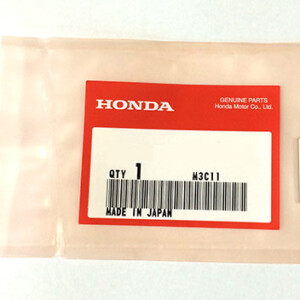 HONDA
GENUINE PARTS
Honda Motor Co., Ltd.
QTY 1 M3C11
MADE IN JAPAN